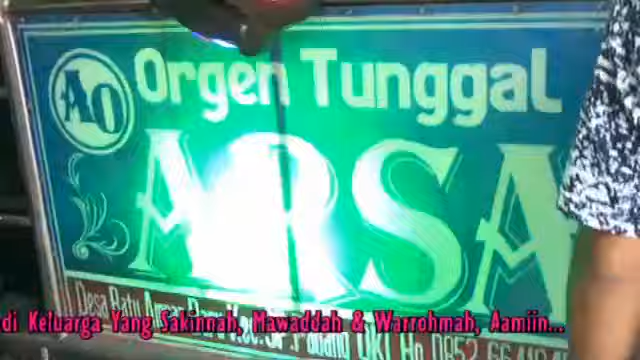 AO
Orgen Tunggal
ARSA
Desa Batu
di Keluarga Yang Sakinnah, Mawaddah & Warrohmah, Aamiin...